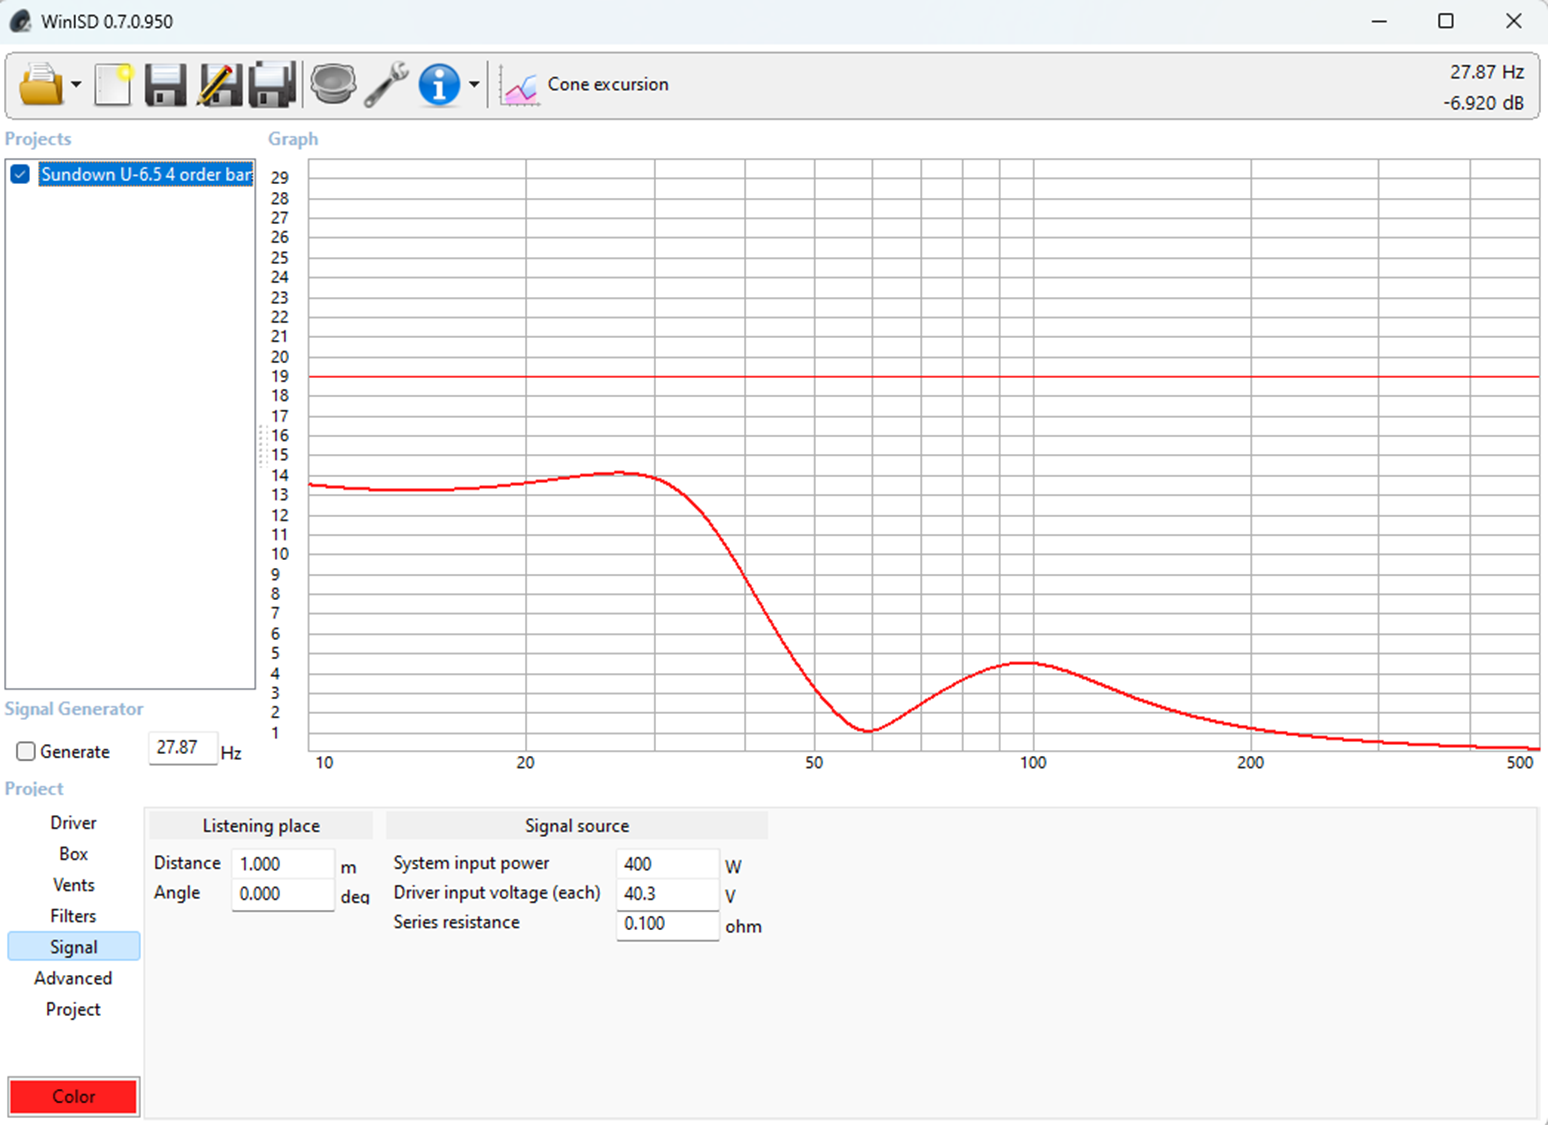 WinISD 0.7.0.950
Cone excursion
27.87 Hz
-6.920 dB
Projects
Graph
Sundown U-6.5 4 order
29
28
27
26
25
24
23
22
21
20
19
18
17
16
15
14
13
12
11
10
9
8
7
6
5
4
3
2
1
10 20 50 100 200 500
Signal Generator
Generate 27.87 Hz
Project
Driver
Box
Vents
Filters
Signal
Advanced
Project
Color
Listening place
Distance 1.000 m
Angle 0.000 deg
Signal source
System input power 400 W
Driver input voltage (each) 40.3 V
Series resistance 0.100 ohm